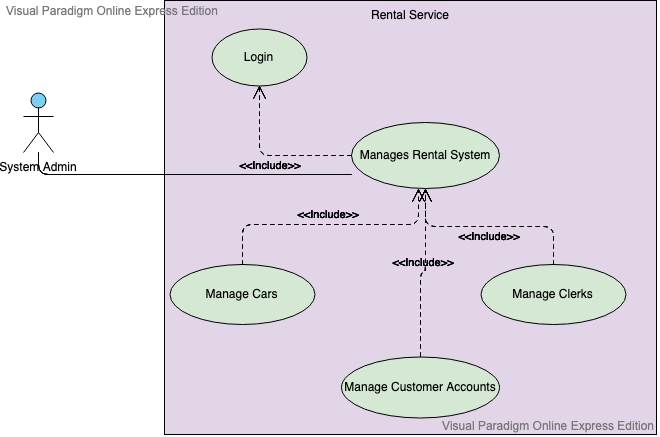 Visual Paradigm Online Express Edition
Rental Service
Login
System Admin
<<Include>>
Manages Rental System
<<Include>>
<<Include>>
<<Include>>
Manage Cars
Manage Clerks
Manage Customer Accounts
Visual Paradigm Online Express Edition